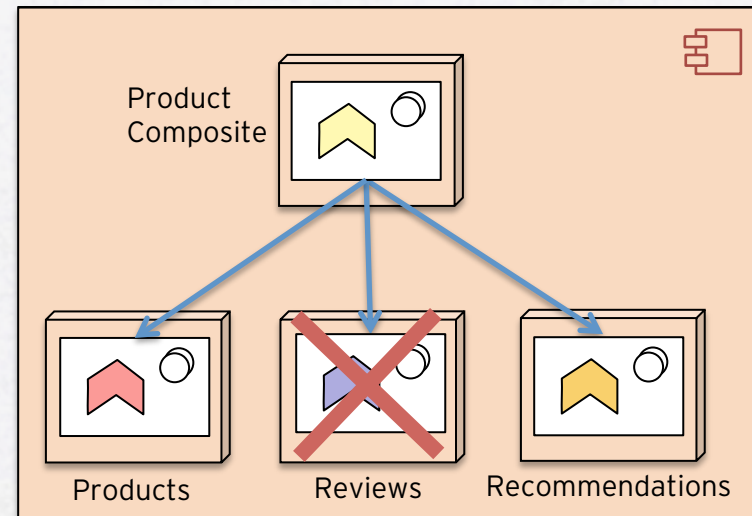 Product
Composite
Products
Reviews
Recommendations